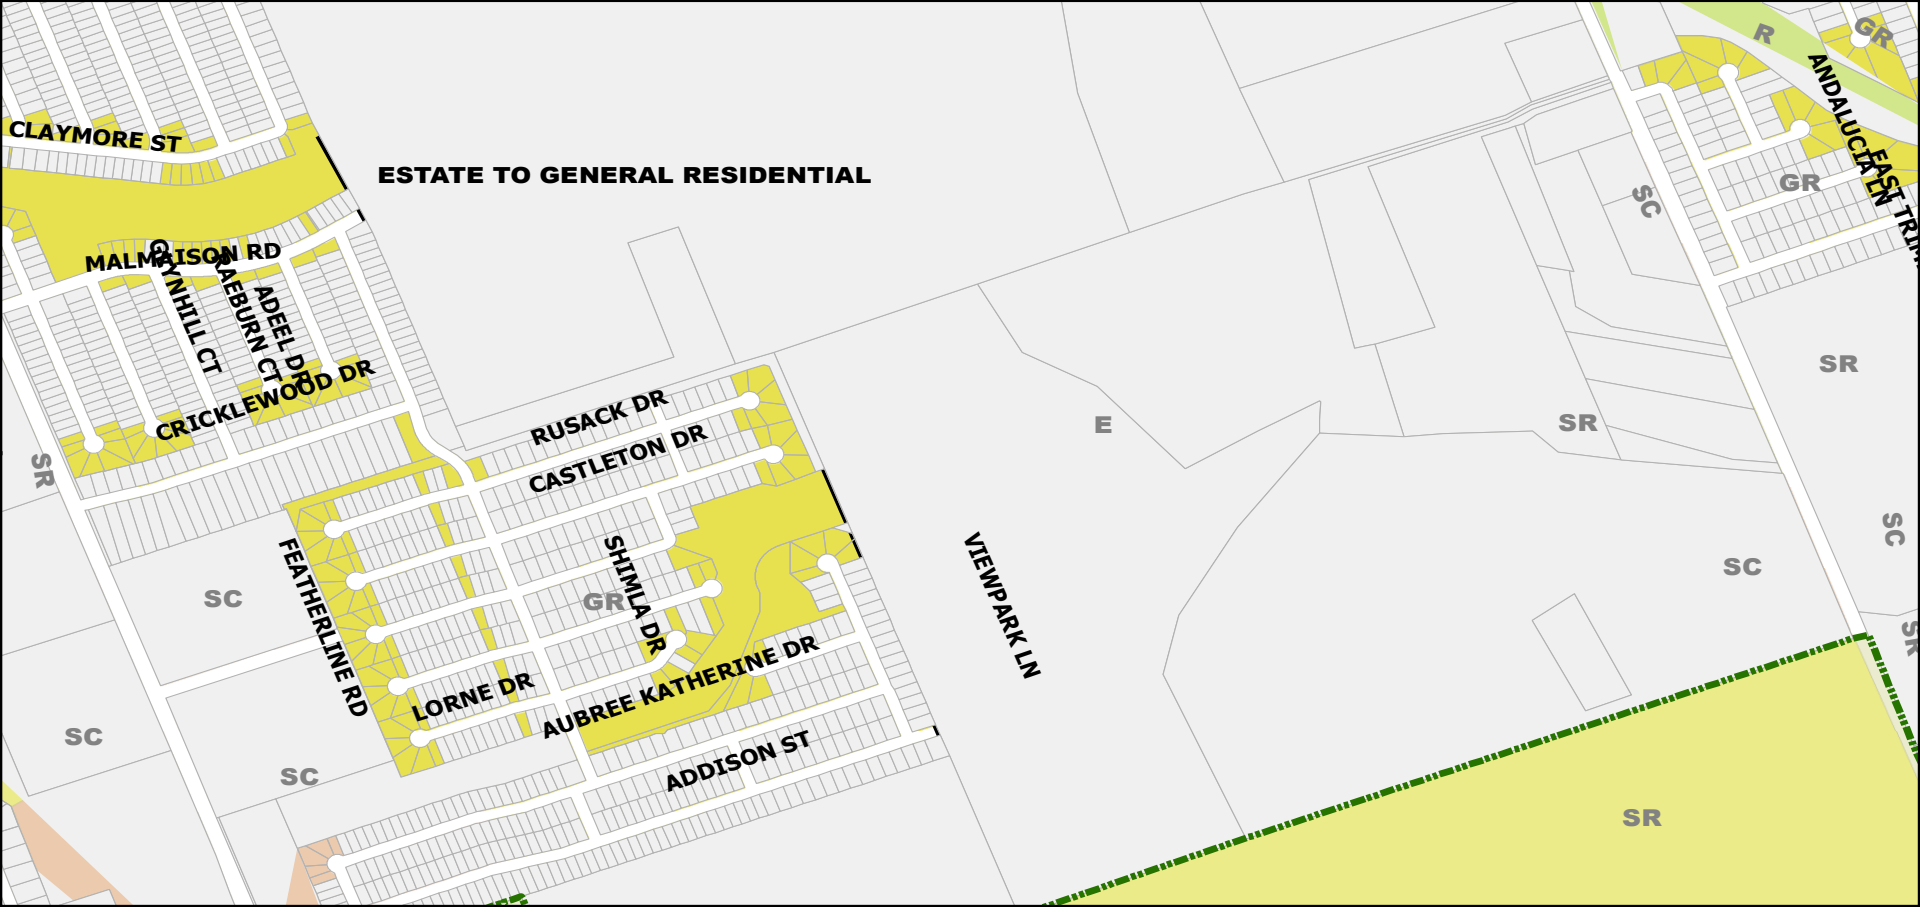 R
GR
CLAYMORE ST
ESTATE TO GENERAL RESIDENTIAL
ANDALUCIA LN
GR
SC
MALMAISON RD
GLYNHILL CT
RAEBURN CT
ADEEL DR
CRICKLEWOOD DR
SR
RUSACK DR
CASTLETON DR
E
SR
SR
SR
SC
SC
FEATHERLINE RD
SHIMLA DR
GR
VIEWPARK LN
SC
SR
LORNE DR
AUBREE KATHERINE DR
SC
SC
ADDISON ST
SR